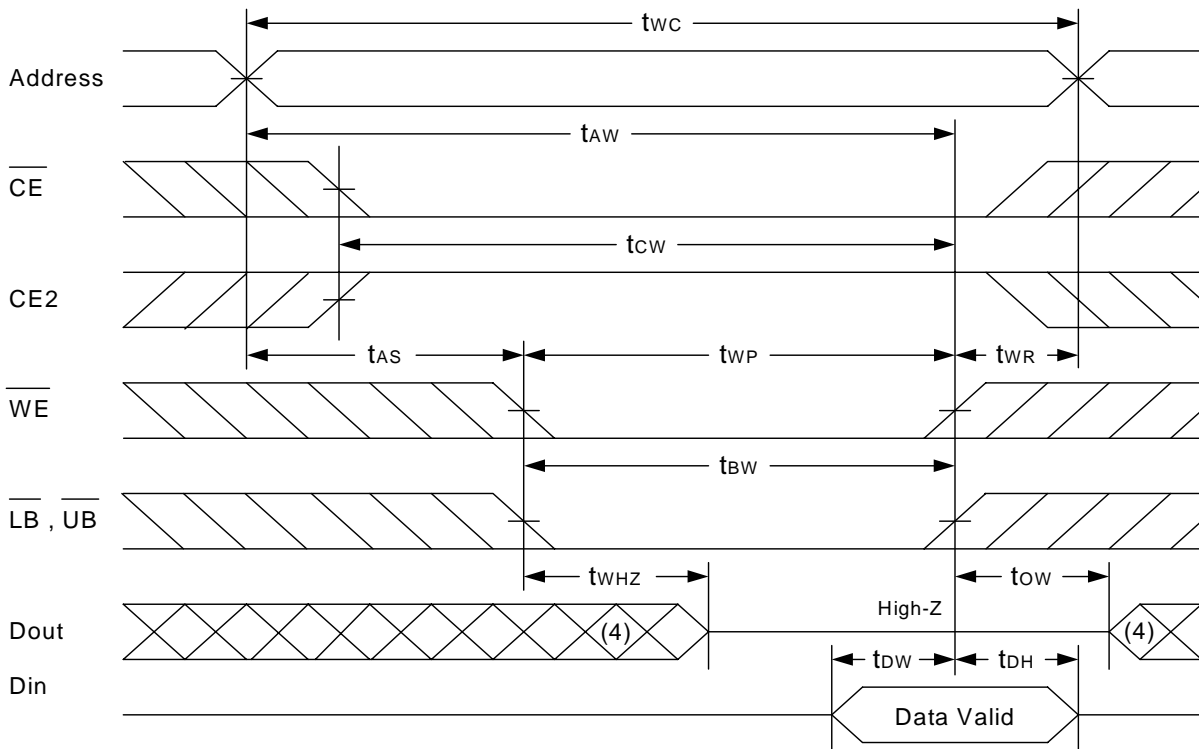 tWC
Address
tAW
CE
tCW
CE2
tAS tWP tWR
WE
tBW
LB , UB
tWHZ tOW
High-Z
Dout (4) (4)
tDW tDH
Din
Data Valid